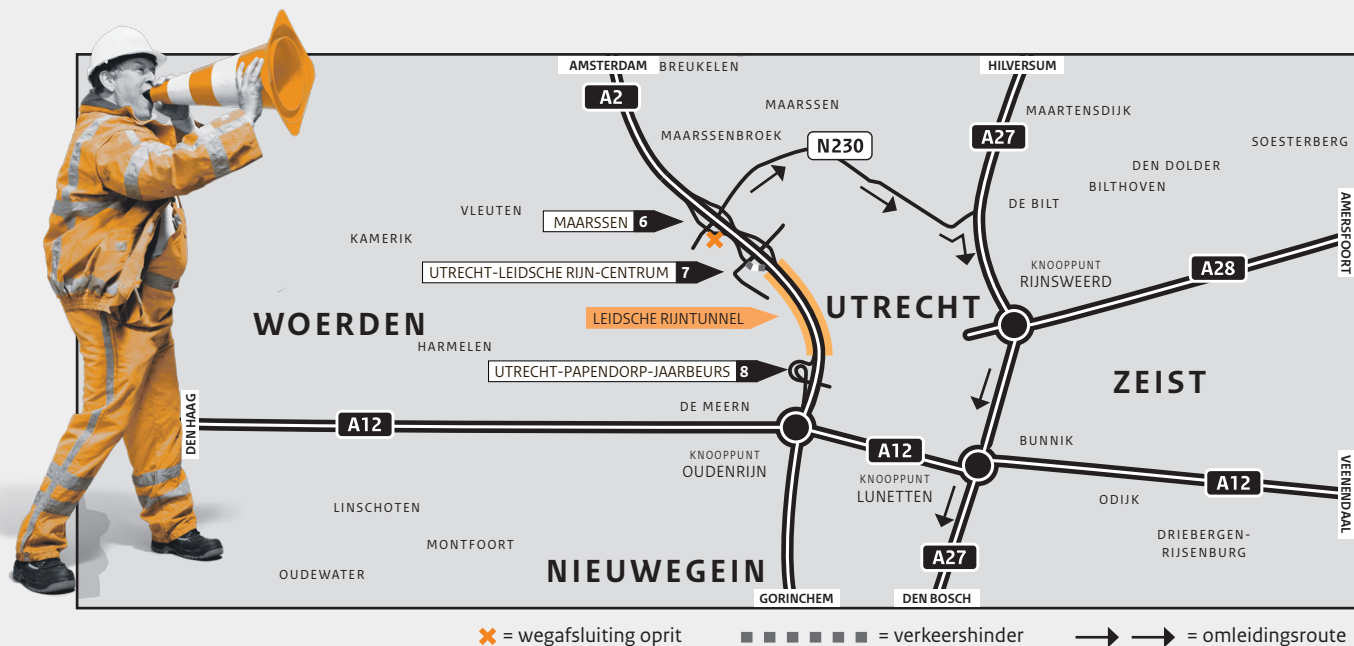 AMSTERDAM
BREUKELEN
HILVERSUM
A2
MAARSSEN
MAARTENSDIJK
MAARSSENBROEK
N230
A27
SOESTERBERG
DEN DOLDER
BILTHOVEN
DE BILT
AMERSFOORT
VLEUTEN
MAARSSEN 6
KAMERIK
UTRECHT-LEIDSCHE RIJN-CENTRUM 7
KNOOPPUNT
RIJNSWEERD
A28
WOERDEN
LEIDSCHE RIJNTUNNEL
UTRECHT
HARMELEN
UTRECHT-PAPENDORP-JAARBEURS 8
ZEIST
DEN HAAG
A12
DE MEERN
KNOOPPUNT
OUDENRIJN
A12
BUNNIK
KNOOPPUNT
LUNETTEN
A12
VEENENDAAL
ODIJK
LINSCHOTEN
MONTFOORT
DRIEBERGEN-
RIJSENBURG
OUDEWATER
NIEUWEGEIN
A27
GORINCHEM
DEN BOSCH
= wegafsluiting oprit
= verkeershinder
= omleidingsroute